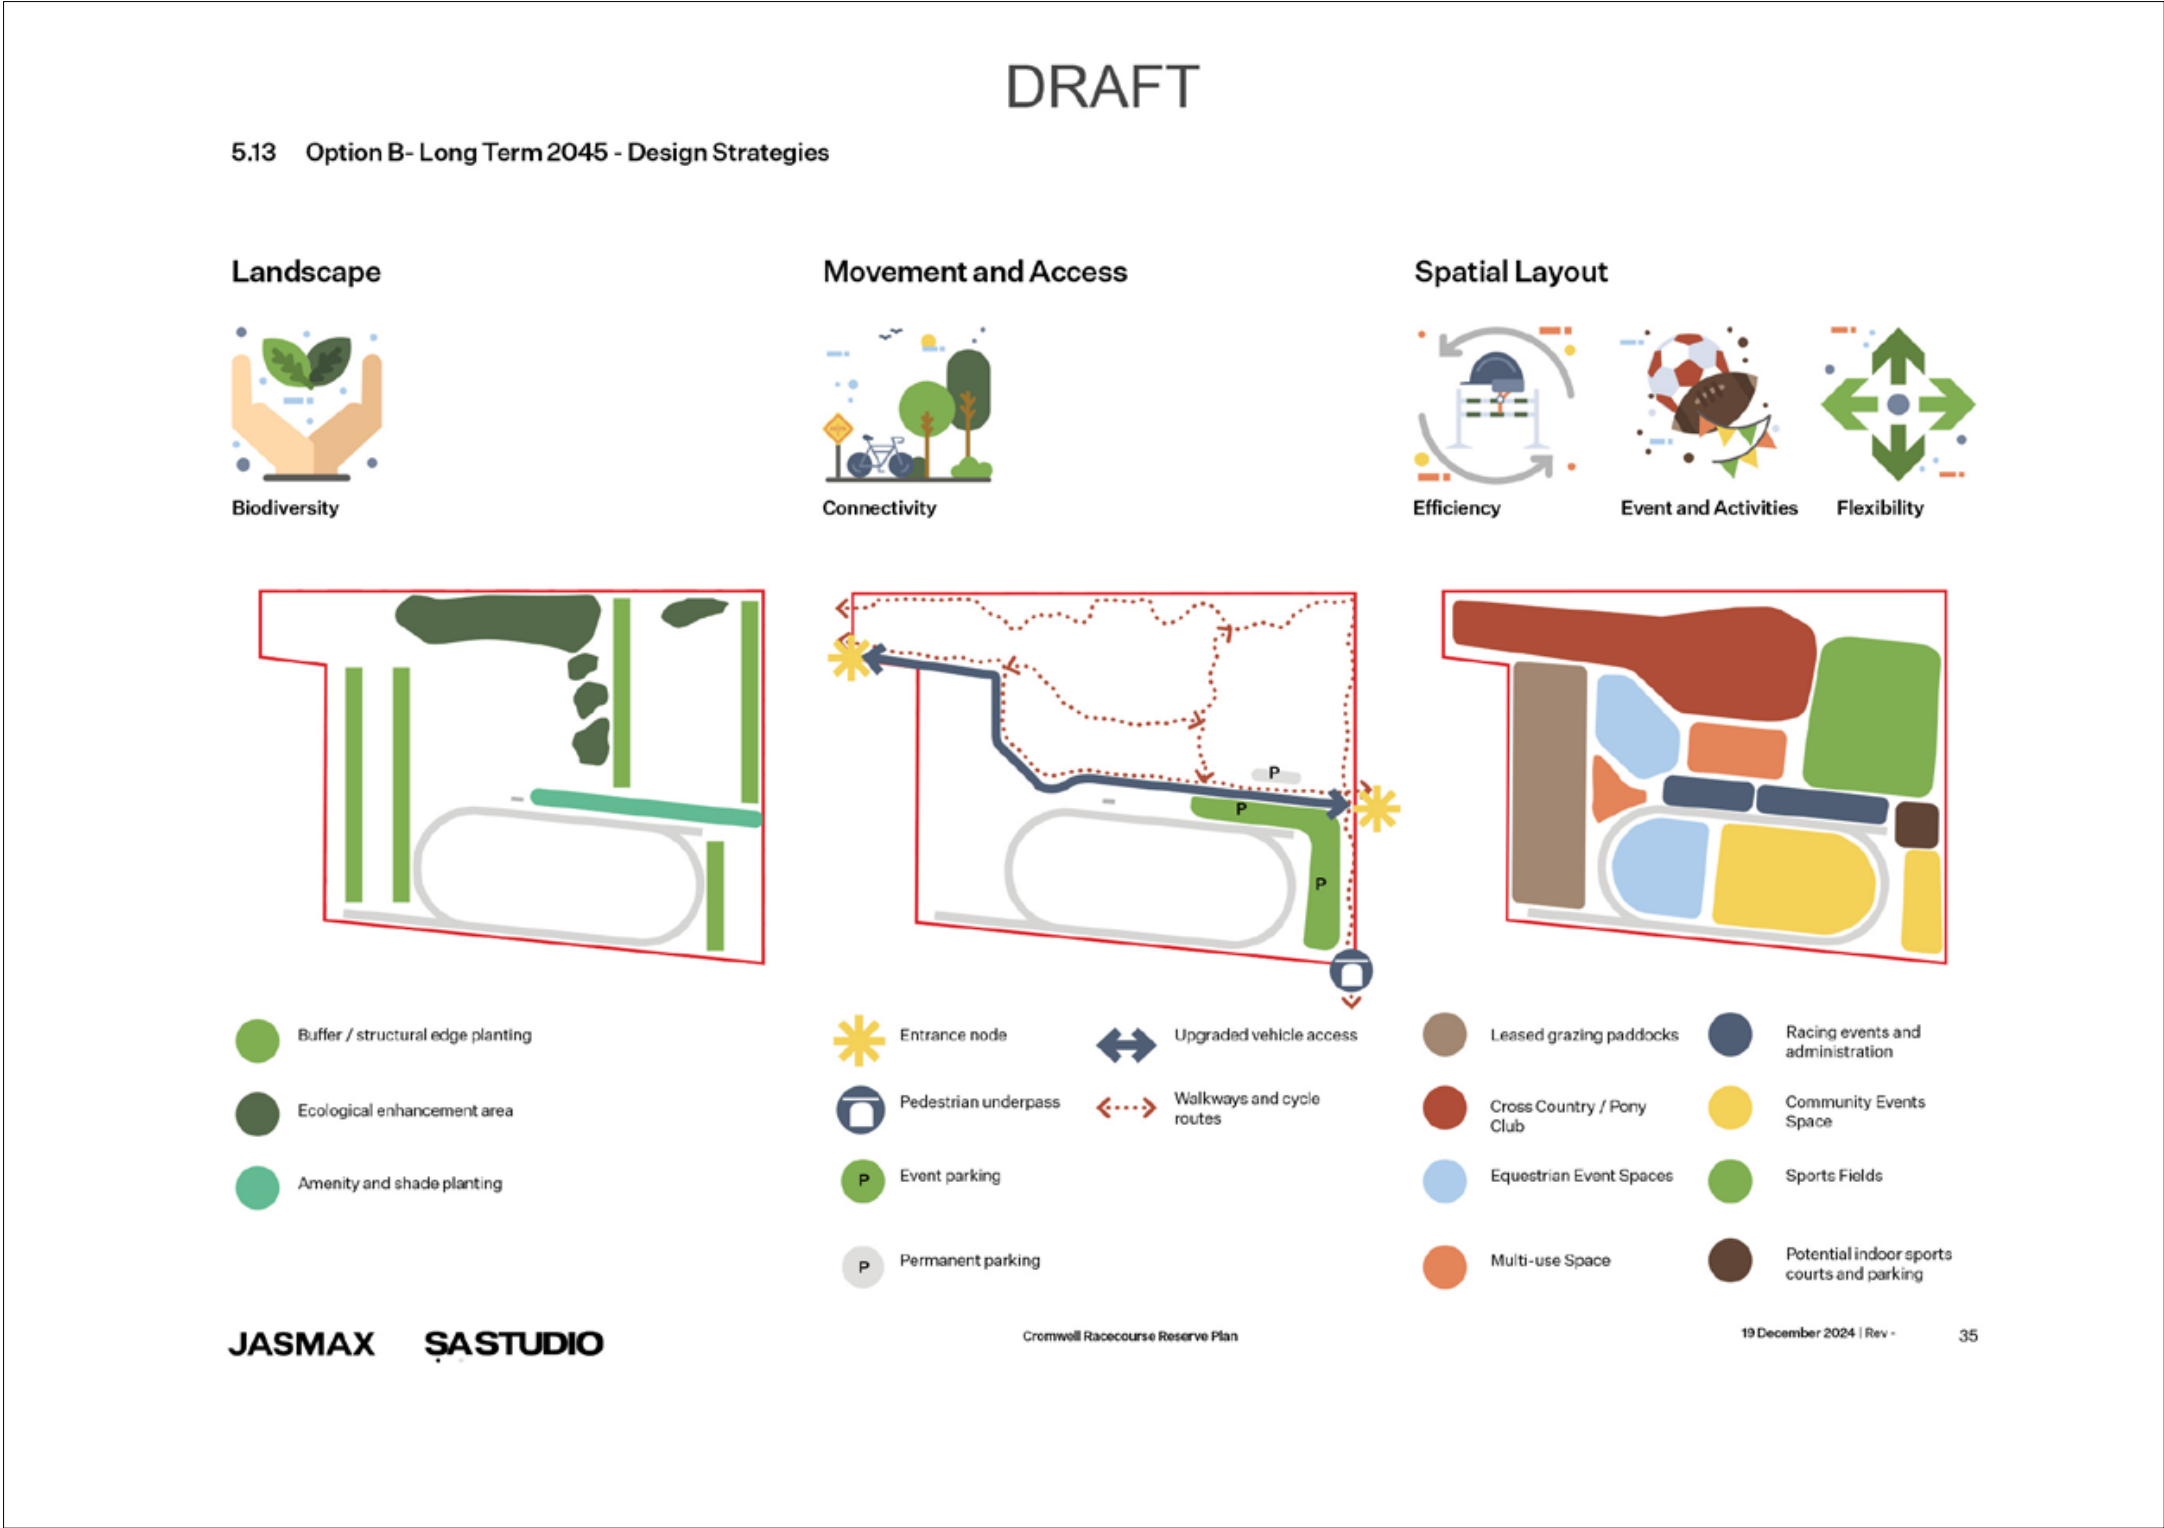 DRAFT
5.13 Option B- Long Term 2045 - Design Strategies
Landscape
Movement and Access
Spatial Layout
Biodiversity
Connectivity
Efficiency
Event and Activities
Flexibility
P
P
P
Buffer / structural edge planting
Ecological enhancement area
Amenity and shade planting
Entrance node
Pedestrian underpass
P Event parking
P Permanent parking
Upgraded vehicle access
Walkways and cycle
routes
Leased grazing paddocks
Cross Country / Pony
Club
Equestrian Event Spaces
Multi-use Space
Racing events and
administration
Community Events
Space
Sports Fields
Potential indoor sports
courts and parking
JASMAX SA STUDIO
Cromwell Racecourse Reserve Plan
19 December 2024 | Rev - 35